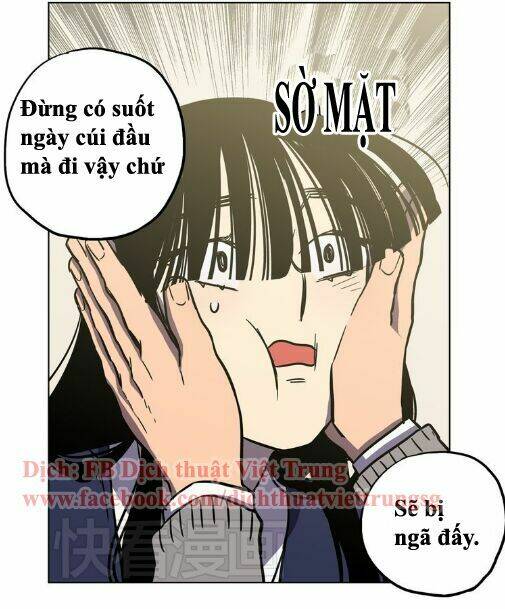 Đừng có suốt
ngày cúi đầu
mà đi vậy chứ
SỜ MẶT
Dịch: FB Dịch thuật Việt Trung
www.facebook.com/dichthuatviettrungsg
快看漫画
Sẽ bị
ngã đấy.